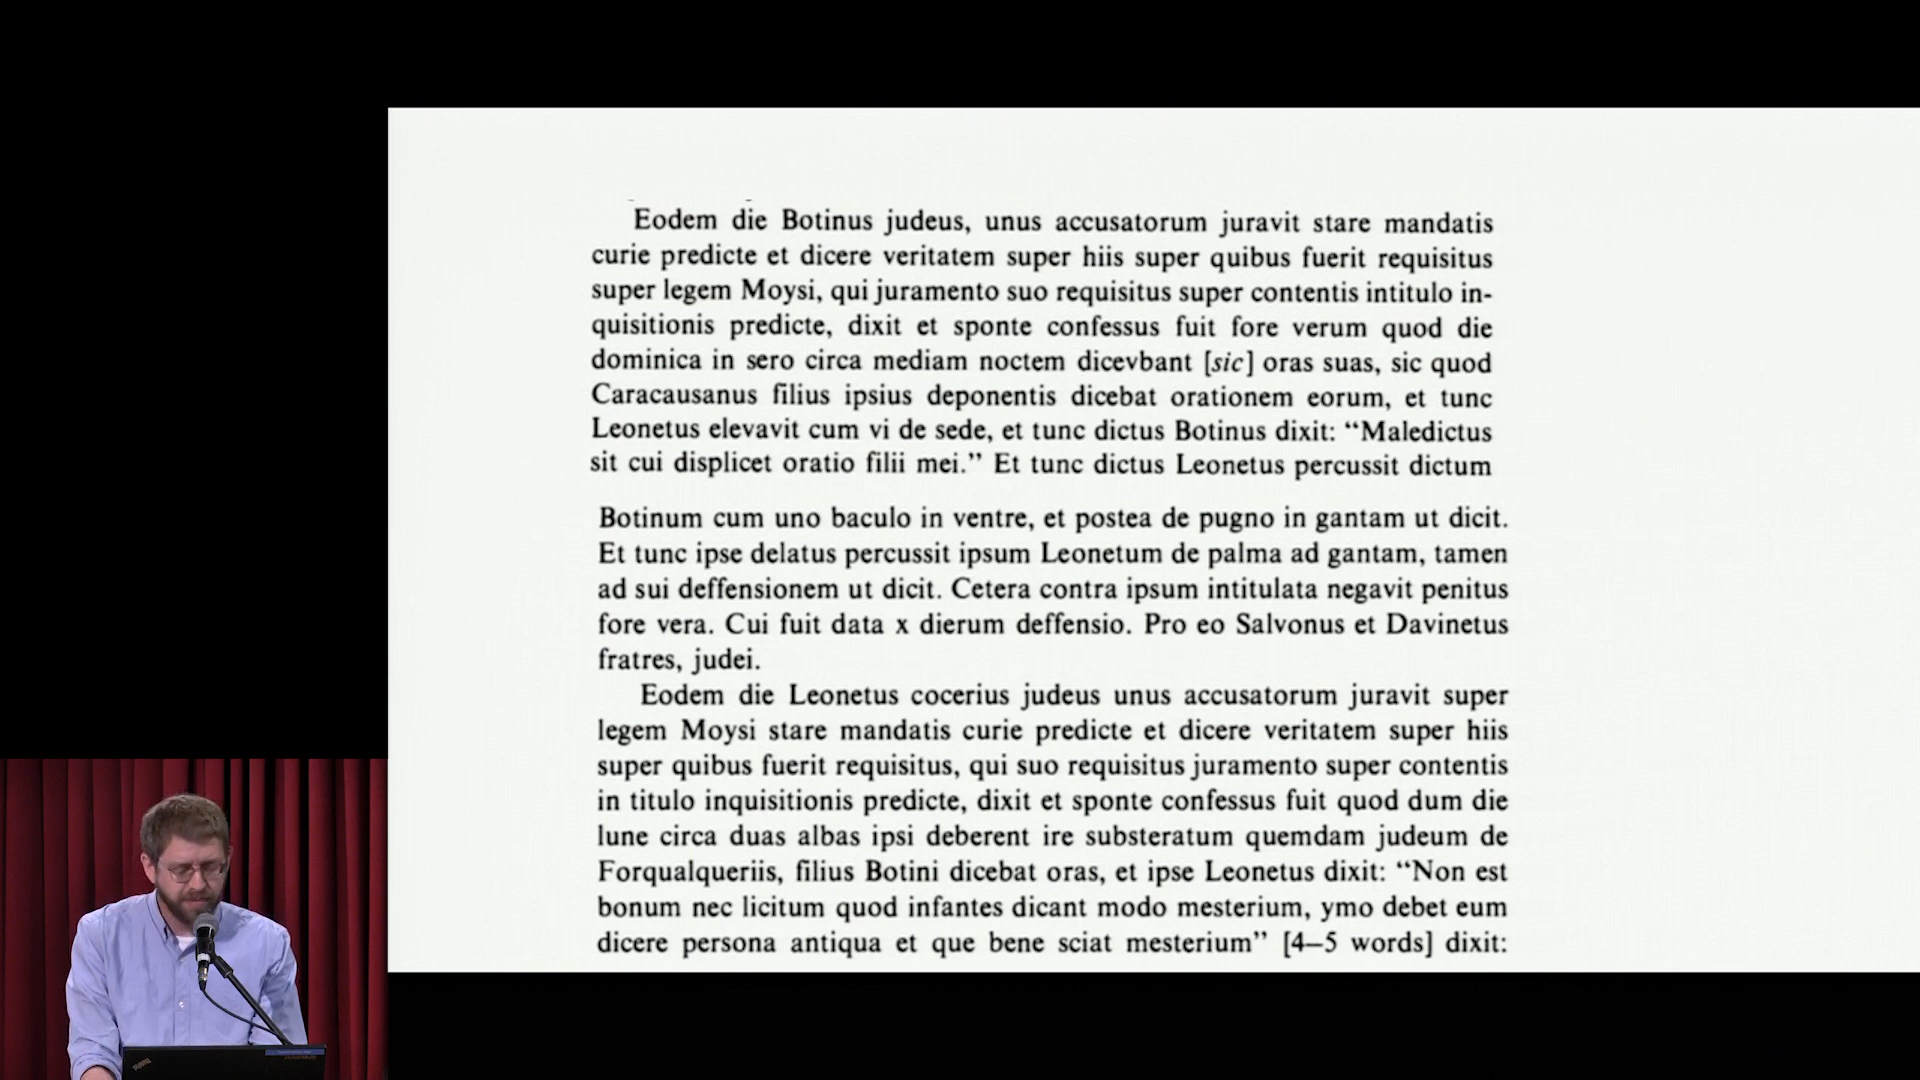 Eodem die Botinus judeus, unus accusatorum juravit stare mandatis
curie predicte et dicere veritatem super hiis super quibus fuerit requisitus
super legem Moysi, qui juramento suo requisitus super contentis intitulo in-
quisitionis predicte, dixit et sponte confessus fuit fore verum quod die
dominica in sero circa mediam noctem dicevbant [sic] oras suas, sic quod
Caracausanus filius ipsius deponentis dicebat orationem eorum, et tunc
Leonetus elevavit cum vi de sede, et tunc dictus Botinus dixit: “Maledictus
sit cui displicet oratio filii mei.” Et tunc dictus Leonetus percussit dictum
Botinum cum uno baculo in ventre, et postea de pugno in gantam ut dicit.
Et tunc ipse delatus percussit ipsum Leonetum de palma ad gantam, tamen
ad sui deffensionem ut dicit. Cetera contra ipsum intitulata negavit penitus
fore vera. Cui fuit data x dierum deffensio. Pro eo Salvonus et Davinetus
fratres, judei.
Eodem die Leonetus cocerius judeus unus accusatorum juravit super
legem Moysi stare mandatis curie predicte et dicere veritatem super hiis
super quibus fuerit requisitus, qui suo requisitus juramento super contentis
in titulo inquisitionis predicte, dixit et sponte confessus fuit quod dum die
lune circa duas albas ipsi deberent ire substeratum quemdam judeum de
Forqualqueriis, filius Botini dicebat oras, et ipse Leonetus dixit: “Non est
bonum nec licitum quod infantes dicant modo mesterium, ymo debet eum
dicere persona antiqua et que bene sciat mesterium” [4–5 words] dixit: